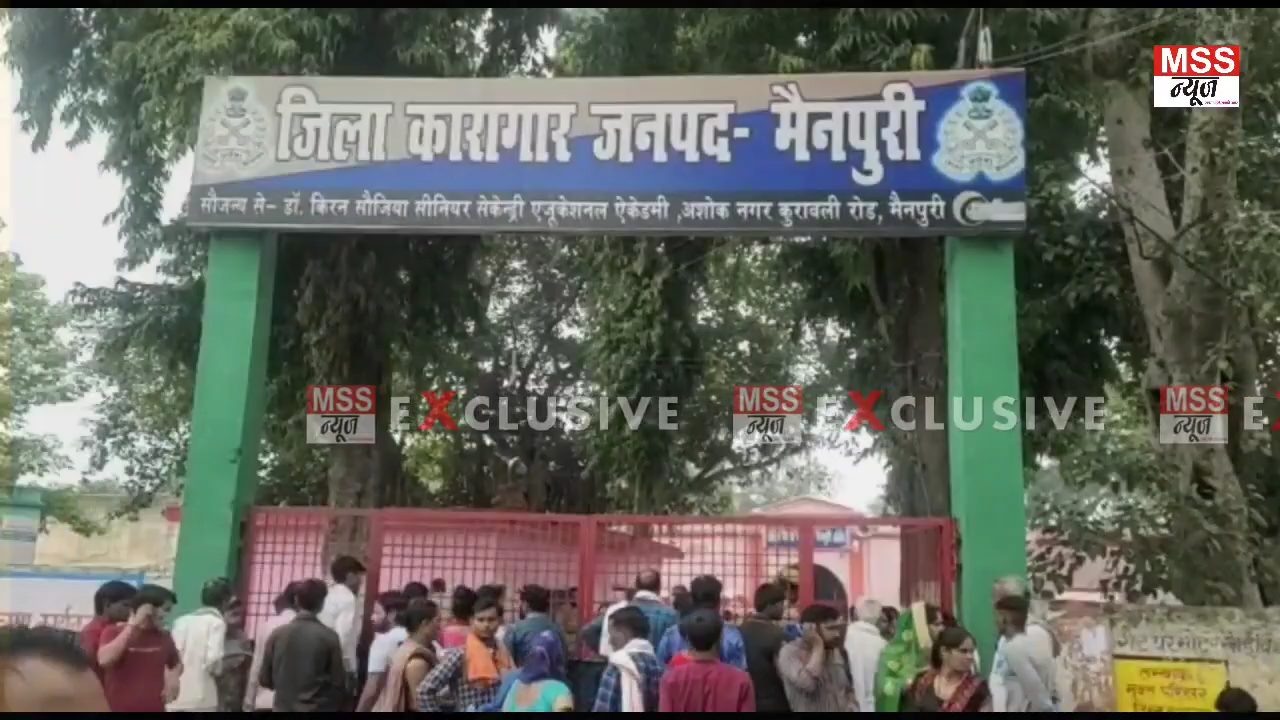 MSS
न्यूज़
जिला कारागार जनपद- मैनपुरी
सौजन्य से- डॉ. किरन सौजिया सीनियर सेकेन्ड्री एजूकेशनल ऐकेडमी ,अशोक नगर कुरावली रोड, मैनपुरी
MSS न्यूज़ EXCLUSIVE MSS न्यूज़ EXCLUSIVE MSS न्यूज़ EX